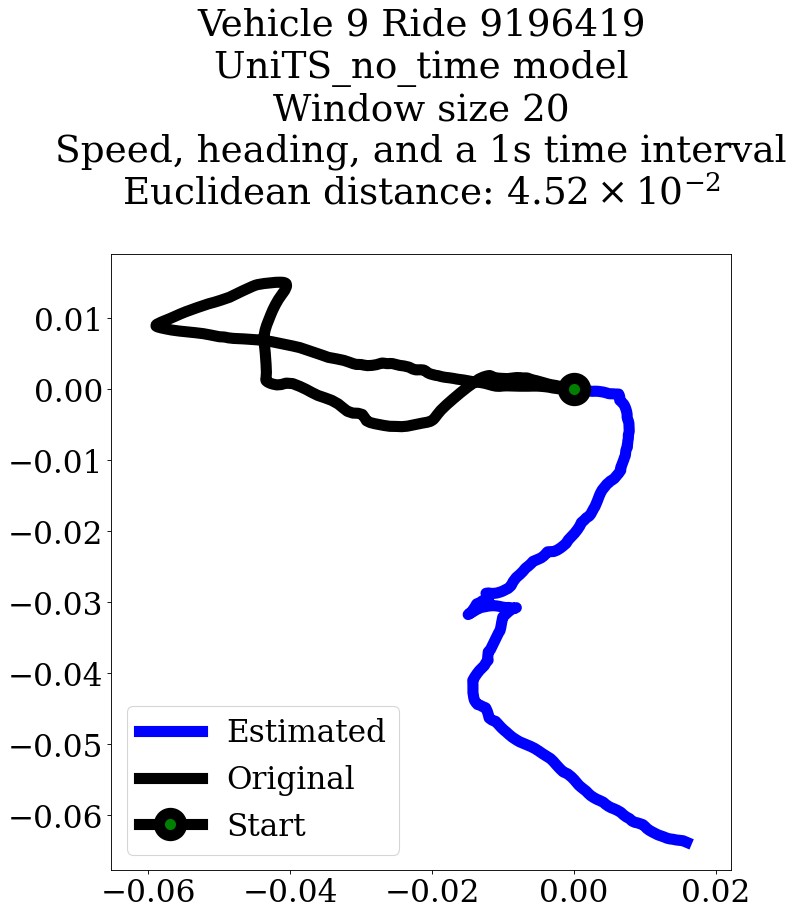 Vehicle 9 Ride 9196419
UniTS_no_time model
Window size 20
Speed, heading, and a 1s time interval
Euclidean distance: 4.52 × 10⁻²
0.01
0.00
−0.01
−0.02
−0.03
−0.04
−0.05
−0.06
Estimated
Original
Start
−0.06 −0.04 −0.02 0.00 0.02